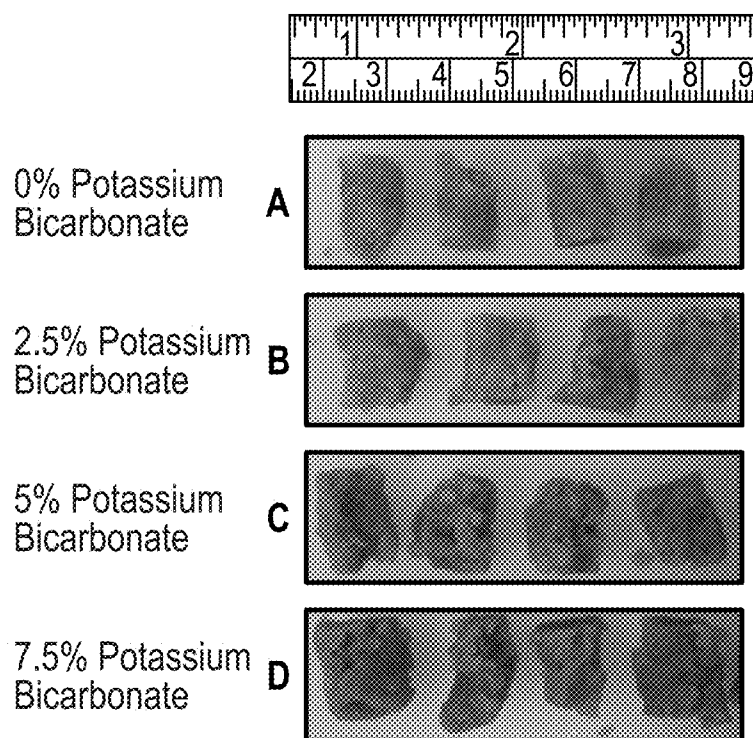 1 2 3
2 3 4 5 6 7 8 9
0% Potassium
Bicarbonate
A
2.5% Potassium
Bicarbonate
B
5% Potassium
Bicarbonate
C
7.5% Potassium
Bicarbonate
D